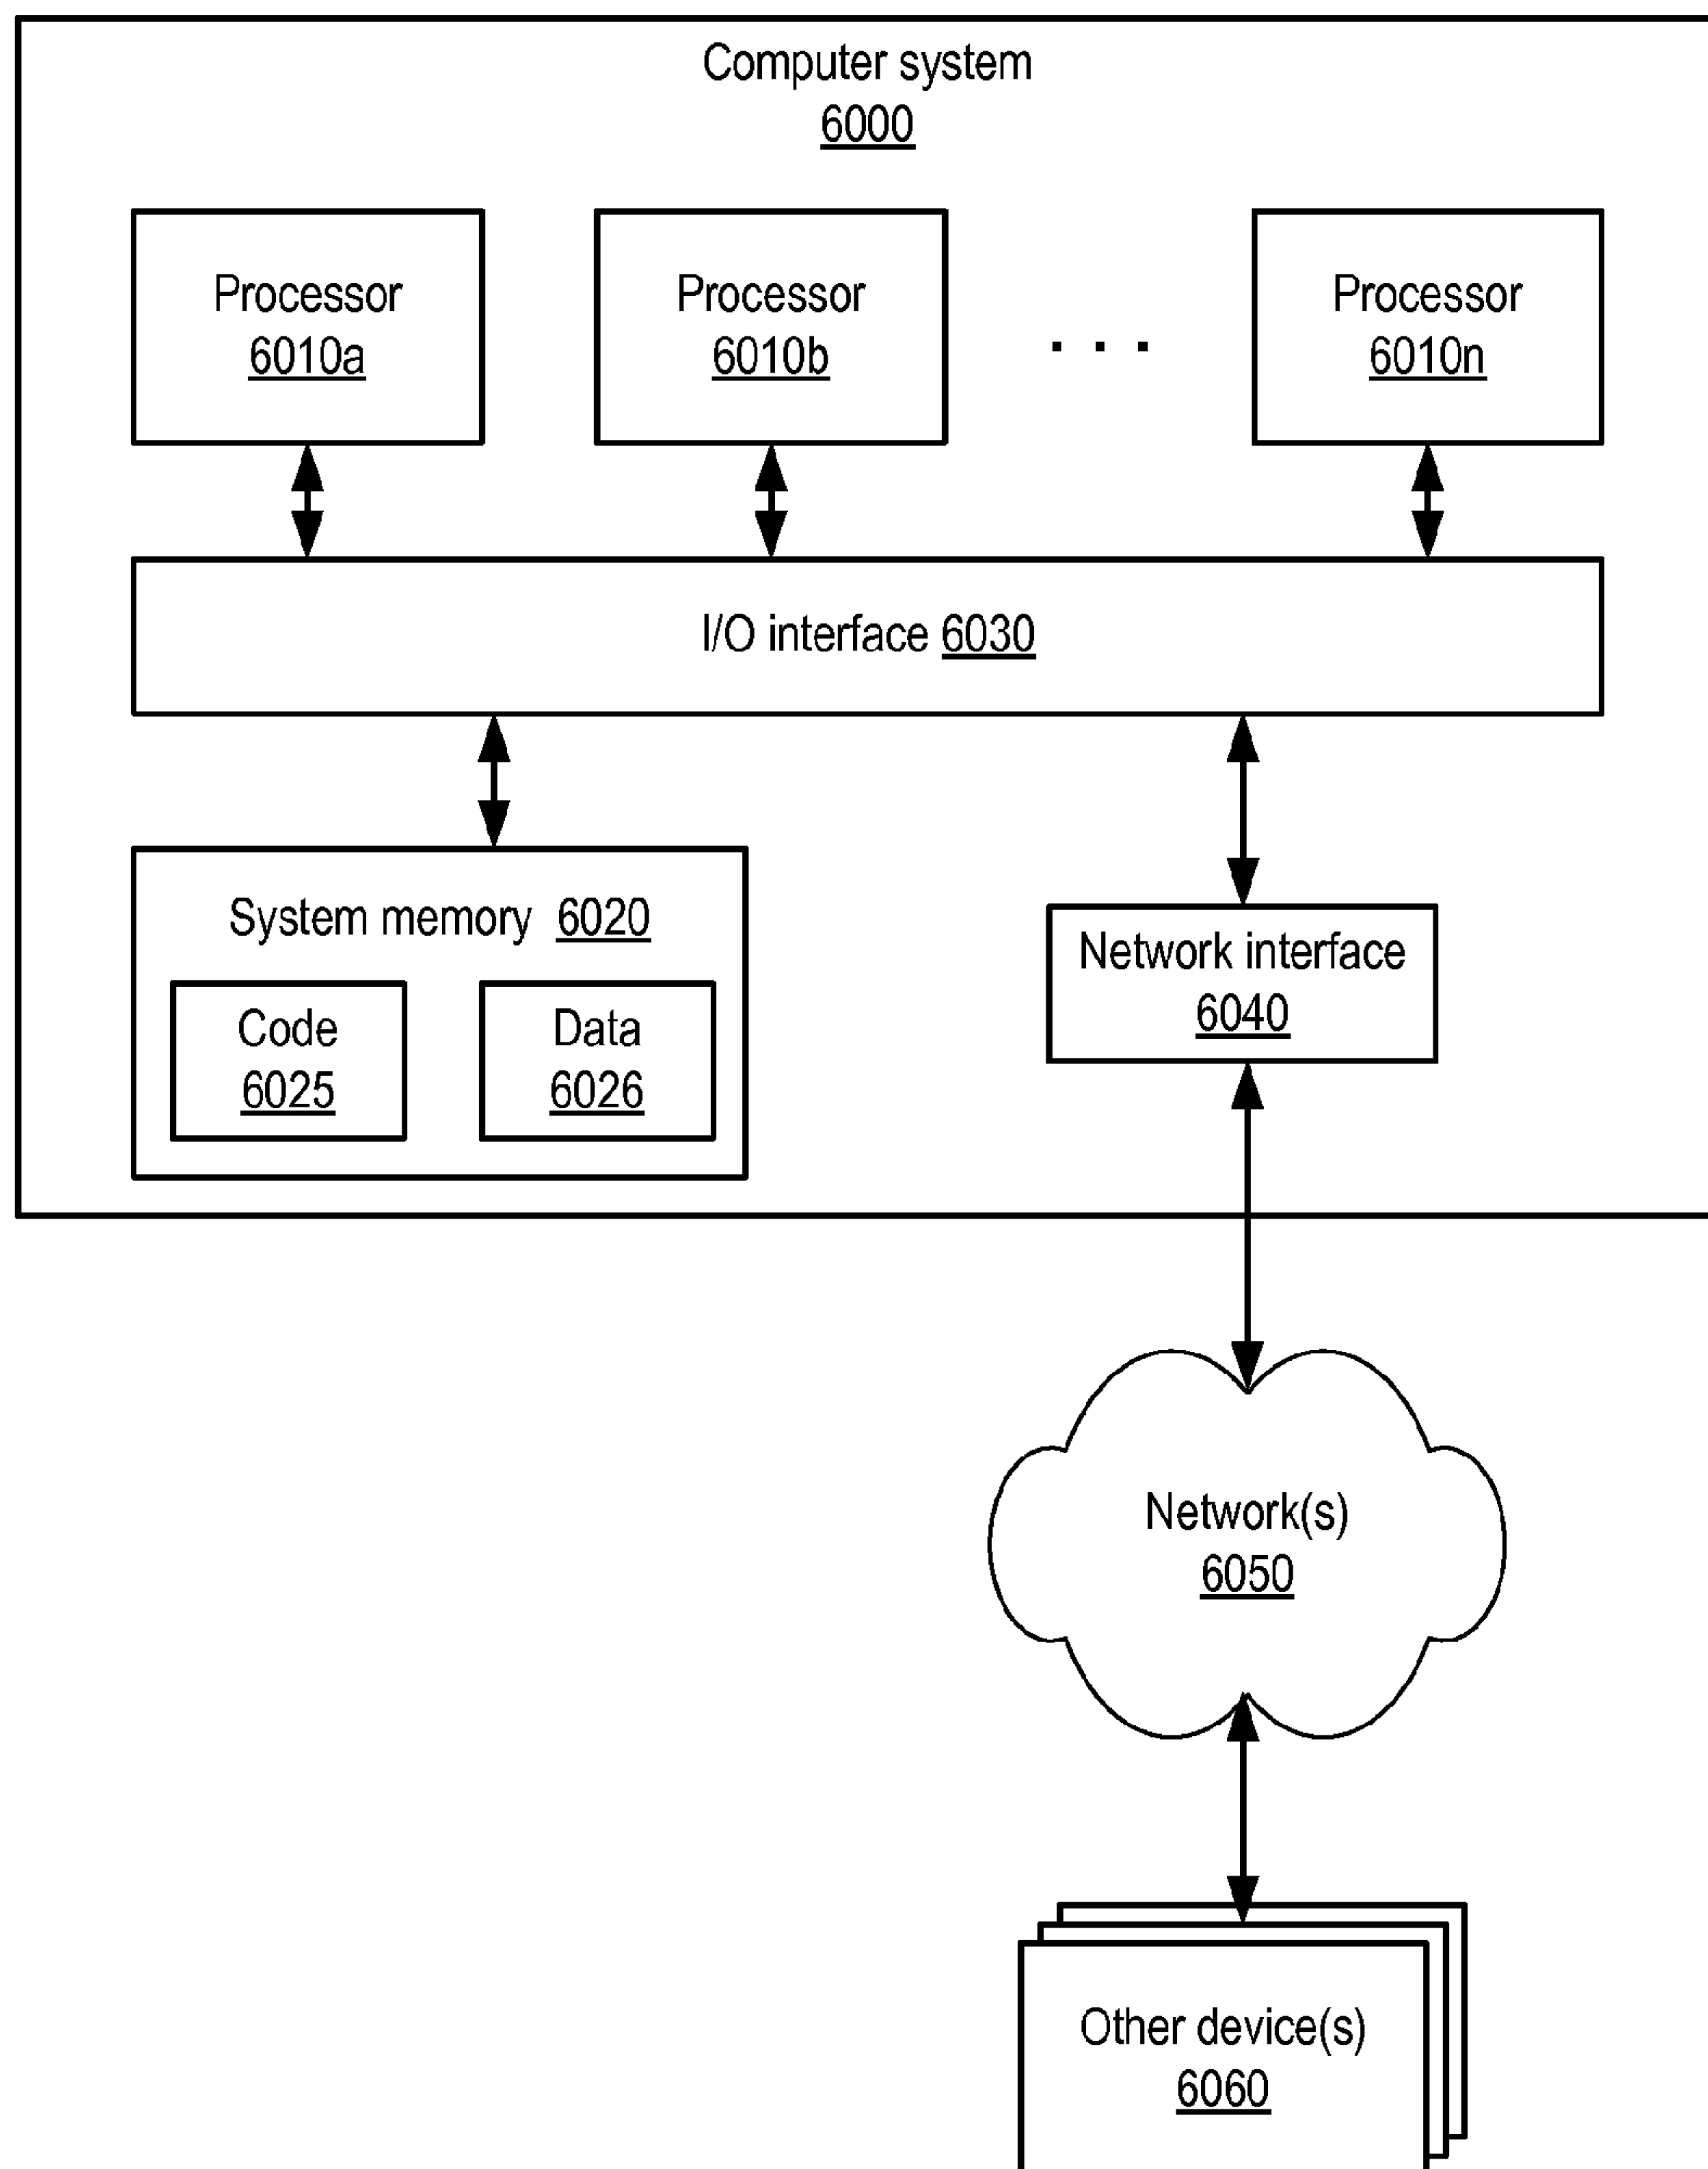 Computer system
6000
Processor
6010a
Processor
6010b
. . .
Processor
6010n
I/O interface 6030
System memory 6020
Code
6025
Data
6026
Network interface
6040
Network(s)
6050
Other device(s)
6060